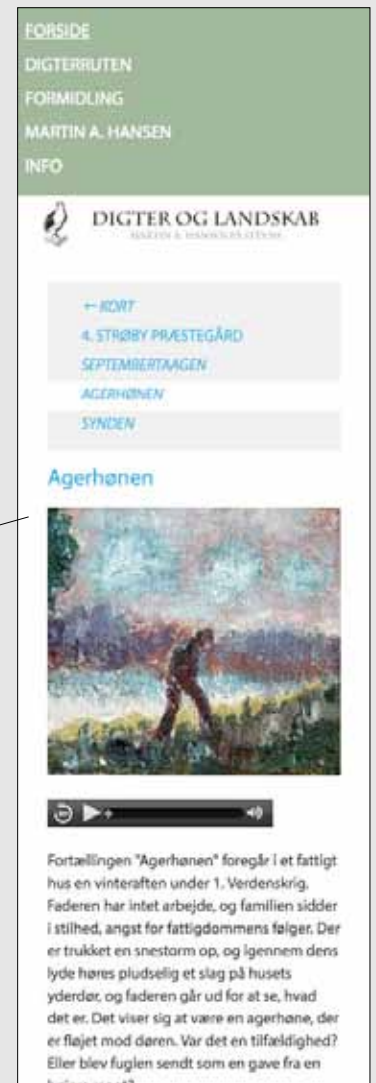 FORSIDE
DIGTERRUTEN
FORMIDLING
MARTIN A. HANSEN
INFO
DIGTER OG LANDSKAB
← KORT
4. STRØBY PRÆSTEGÅRD
SEPTEMBERTAAGEN
AGERHØNEN
SYNDEN
Agerhønen
Fortællingen "Agerhønen" foregår i et fattigt
hus en vinteraften under 1. Verdenskrig.
Faderen har intet arbejde, og familien sidder
i stilhed, angst for fattigdommens følger. Der
er trukket en snestorm op, og igennem dens
lyde høres pludselig et slag på husets
yderdør, og faderen går ud for at se, hvad
det er. Det viser sig at være en agerhøne, der
er fløjet mod døren. Var det en tilfældighed?
Eller blev fuglen sendt som en gave fra en